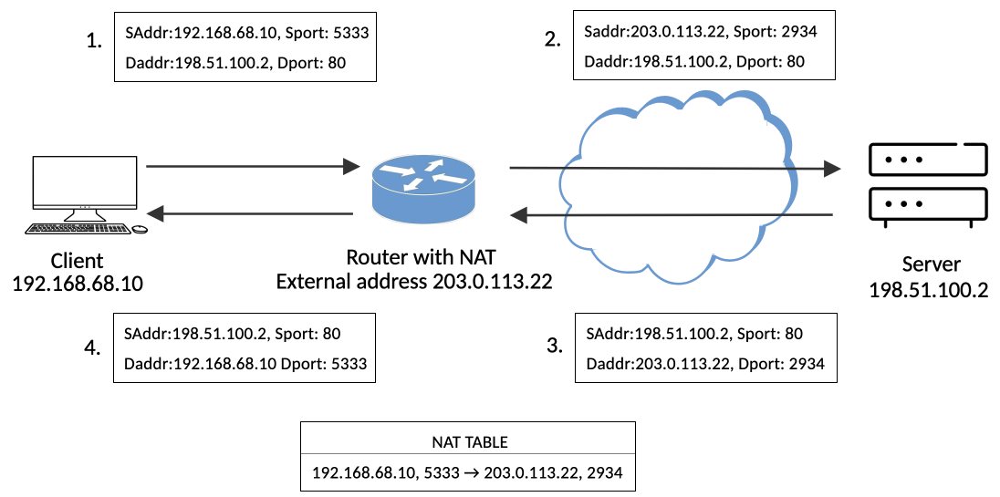 1.
SAddr:192.168.68.10, Sport: 5333
Daddr:198.51.100.2, Dport: 80
2.
Saddr:203.0.113.22, Sport: 2934
Daddr:198.51.100.2, Dport: 80
Client
192.168.68.10
Router with NAT
External address 203.0.113.22
Server
198.51.100.2
4.
SAddr:198.51.100.2, Sport: 80
Daddr:192.168.68.10 Dport: 5333
3.
SAddr:198.51.100.2, Sport: 80
Daddr:203.0.113.22, Dport: 2934
NAT TABLE
192.168.68.10, 5333 → 203.0.113.22, 2934